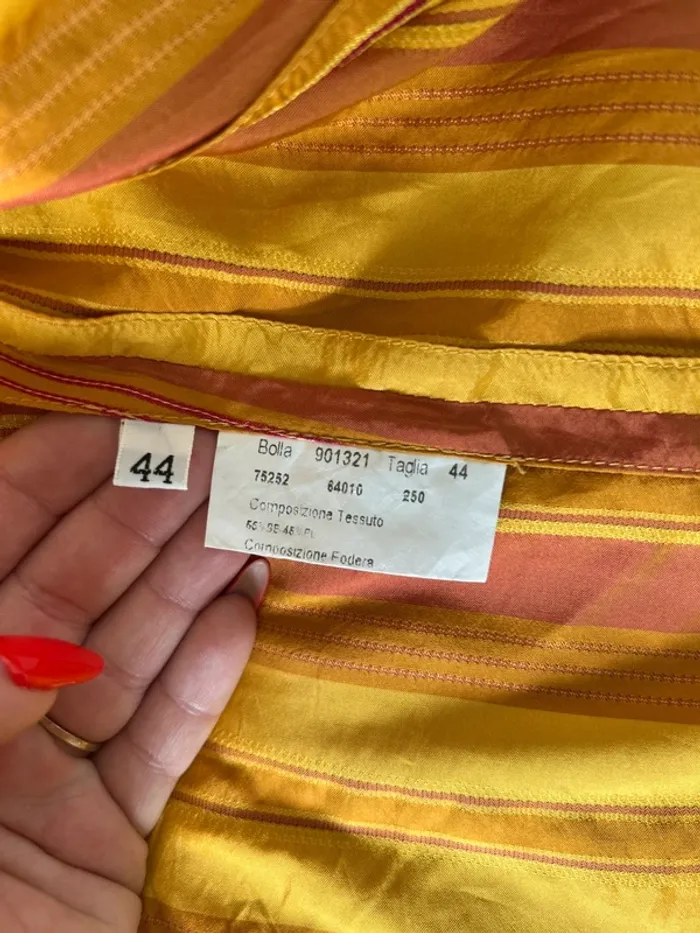 44
Bolla 901321 Taglia 44
75252 64010 250
Composizione Tessuto
Composizione Fodera